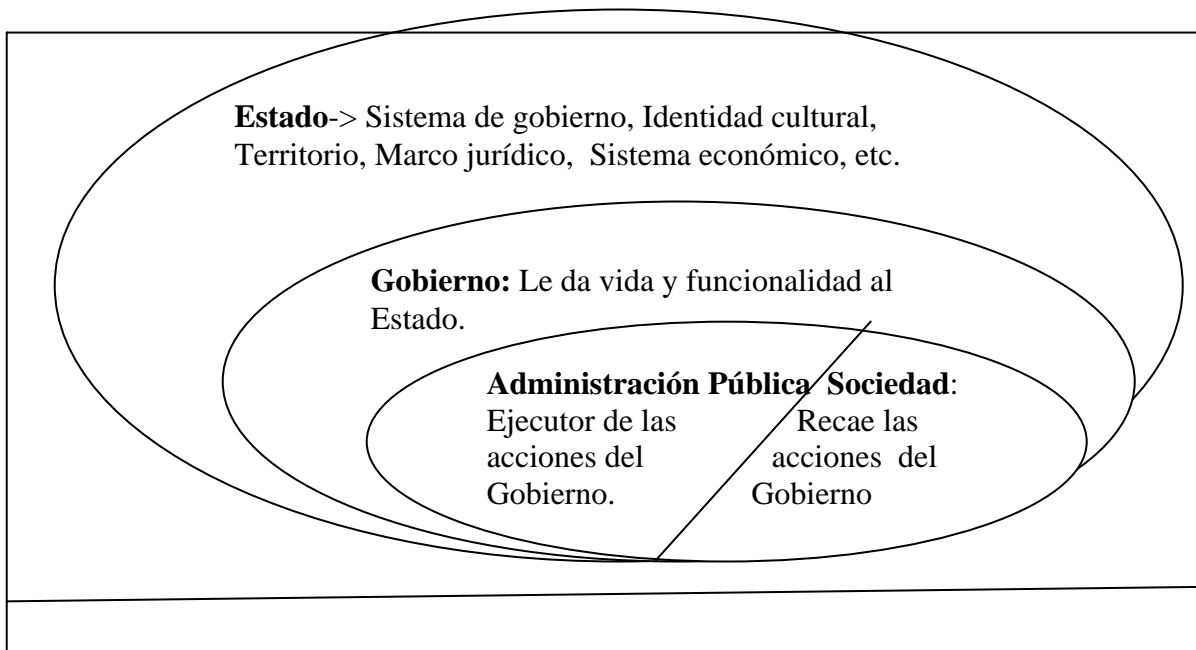 Estado-> Sistema de gobierno, Identidad cultural,
Territorio, Marco jurídico, Sistema económico, etc.
Gobierno: Le da vida y funcionalidad al
Estado.
Administración Pública Sociedad:
Ejecutor de las Recae las
acciones del acciones del
Gobierno. Gobierno